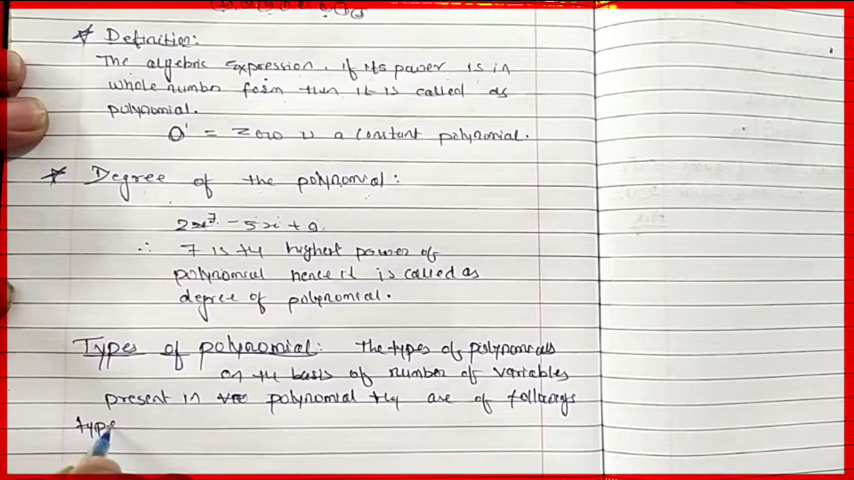 * Definition:
The algebric expression, if its power is in
whole number form then it is called as
polynomial.
0' = Zero is a constant polynomial.
* Degree of the polynomial:
2x⁷ - 5x + 9
∴ 7 is the highest power of
polynomial hence it is called as
degree of polynomial.
Types of polynomial: The types of polynomials
on the basis of number of variables
present in polynomial they are of followings
type